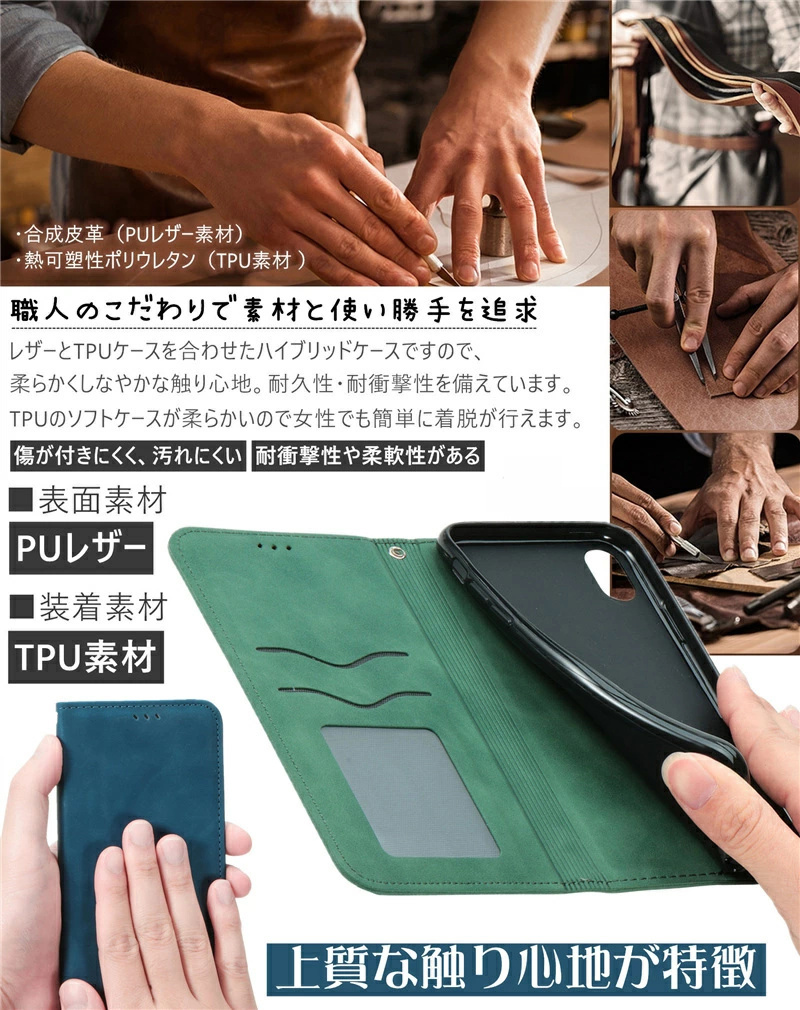 ・合成皮革（PUレザー素材）
・熱可塑性ポリウレタン（TPU素材 ）
職人のこだわりで素材と使い勝手を追求
レザーとTPUケースを合わせたハイブリッドケースですので、
柔らかくしなやかな触り心地。耐久性・耐衝撃性を備えています。
TPUのソフトケースが柔らかいので女性でも簡単に着脱が行えます。
傷が付きにくく、汚れにくい 耐衝撃性や柔軟性がある
■表面素材
PUレザー
■装着素材
TPU素材
上質な触り心地が特徴